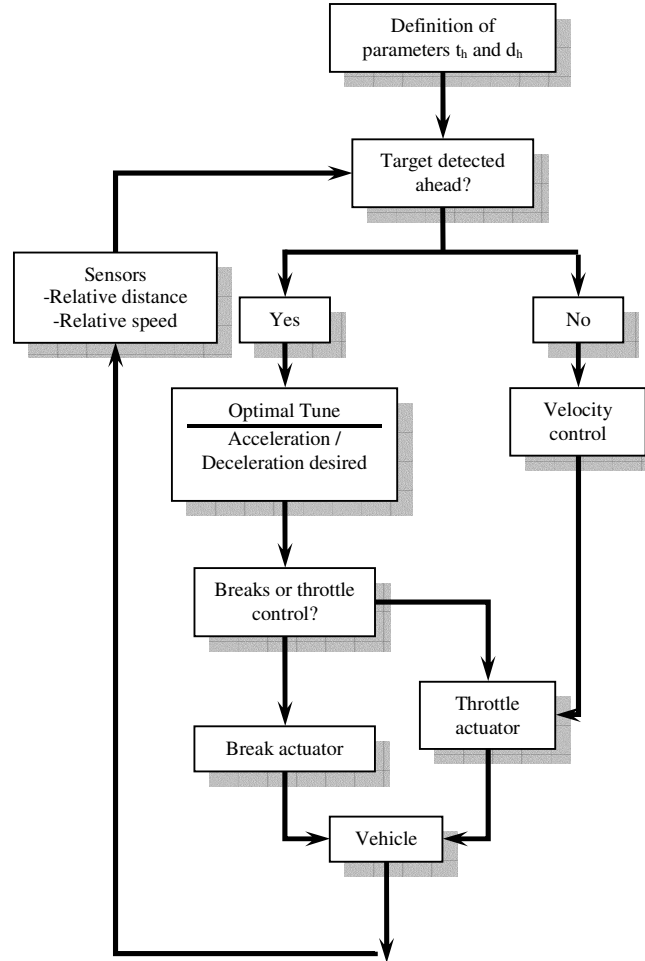 Definition of
parameters tₕ and dₕ
Target detected
ahead?
Sensors
-Relative distance
-Relative speed
Yes
No
Optimal Tune
Acceleration /
Deceleration desired
Velocity
control
Breaks or throttle
control?
Throttle
actuator
Break actuator
Vehicle